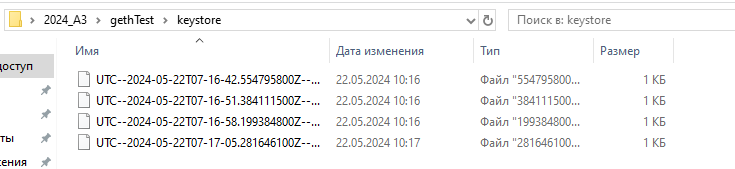 2024_A3 > gethTest > keystore
Поиск в: keystore
Имя Дата изменения Тип Размер
доступ
UTC--2024-05-22T07-16-42.554795800Z--... 22.05.2024 10:16 Файл "554795800... 1 КБ
UTC--2024-05-22T07-16-51.384111500Z--... 22.05.2024 10:16 Файл "384111500... 1 КБ
UTC--2024-05-22T07-16-58.199384800Z--... 22.05.2024 10:16 Файл "199384800... 1 КБ
ты
UTC--2024-05-22T07-17-05.281646100Z--... 22.05.2024 10:17 Файл "281646100... 1 КБ
жения